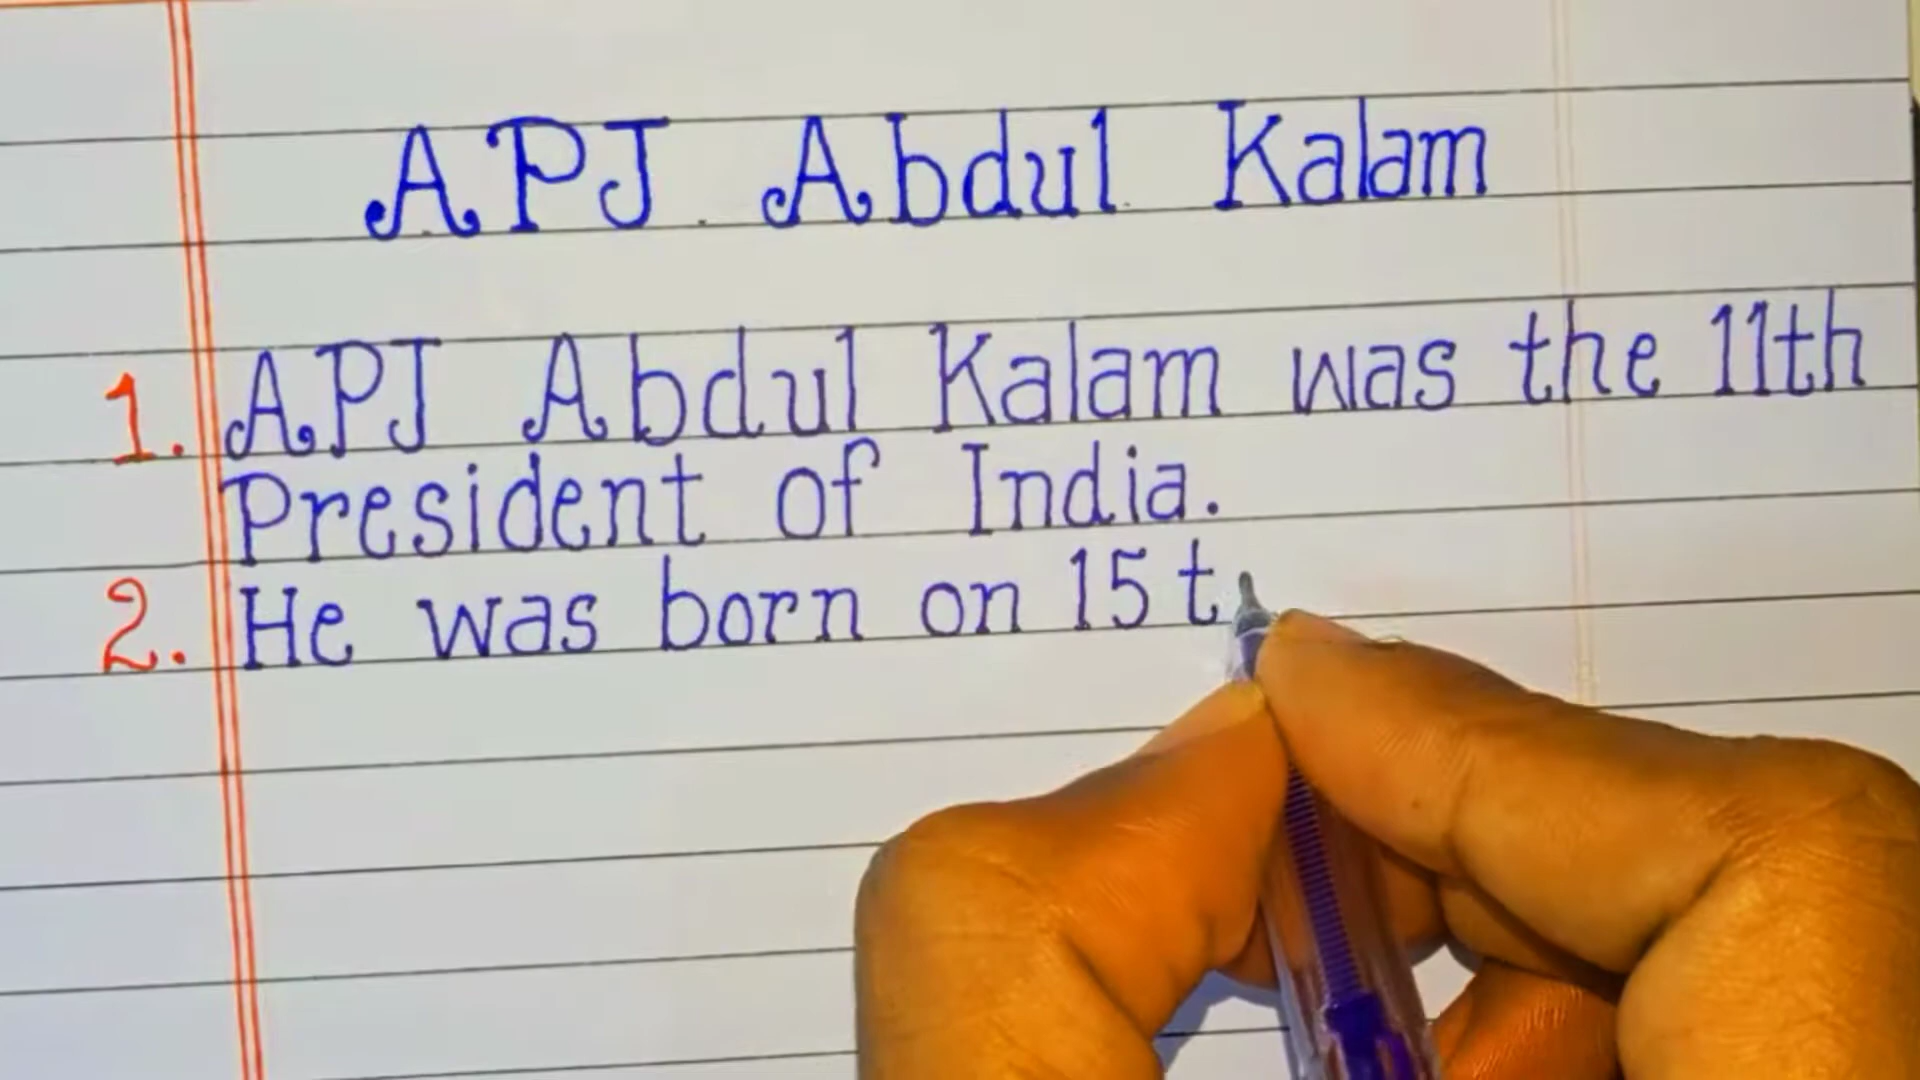 APJ Abdul Kalam
1. APJ Abdul Kalam was the 11th
President of India.
2. He was born on 15 t